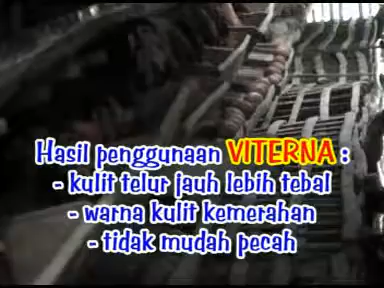 Hasil penggunaan VITERNA :
- kulit telur jauh lebih tebal
- warna kulit kemerahan
- tidak mudah pecah